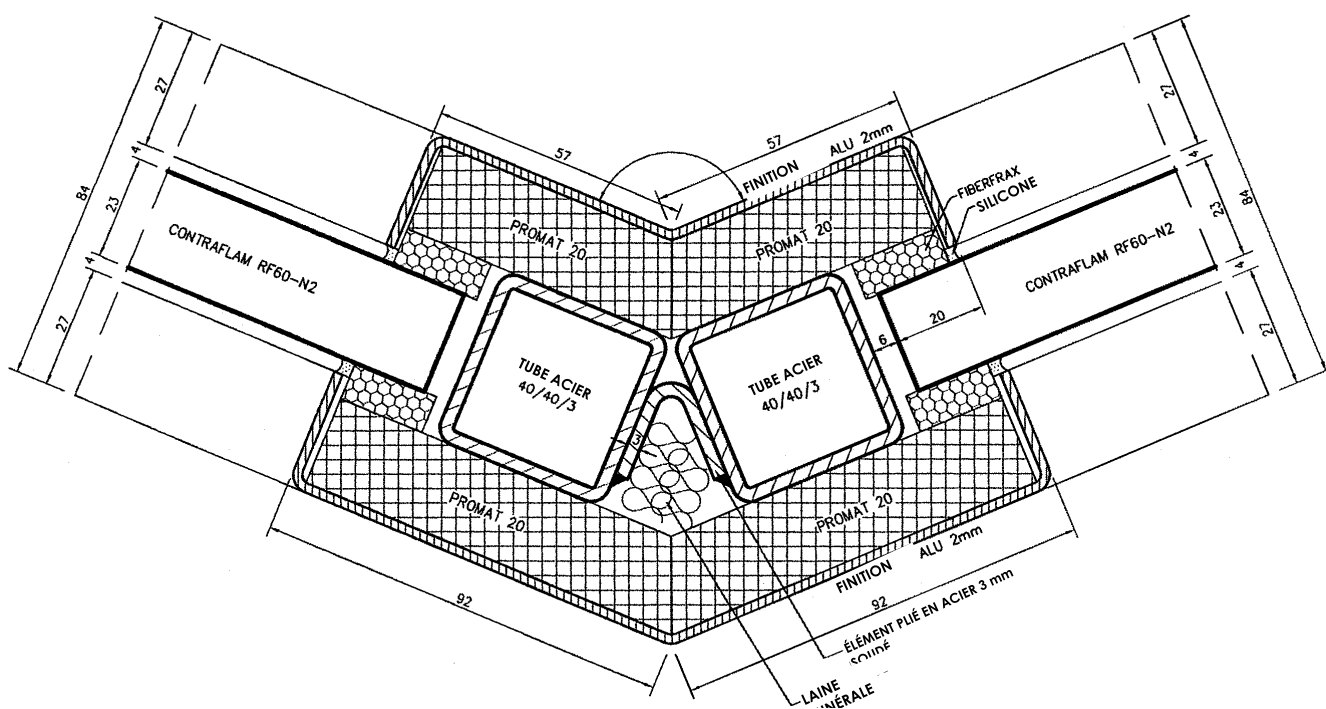 27
4
84
23
4
27
57
57
FINITION ALU 2mm
FIBERFRAX
SILICONE
27
4
84
23
4
27
CONTRAFLAM RF60-N2
PROMAT 20
PROMAT 20
CONTRAFLAM RF60-N2
6
20
TUBE ACIER
40/40/3
TUBE ACIER
40/40/3
3
PROMAT 20
PROMAT 20
FINITION ALU 2mm
92
92
ÉLÉMENT PLIÉ EN ACIER 3 mm
SOUDÉ
LAINE